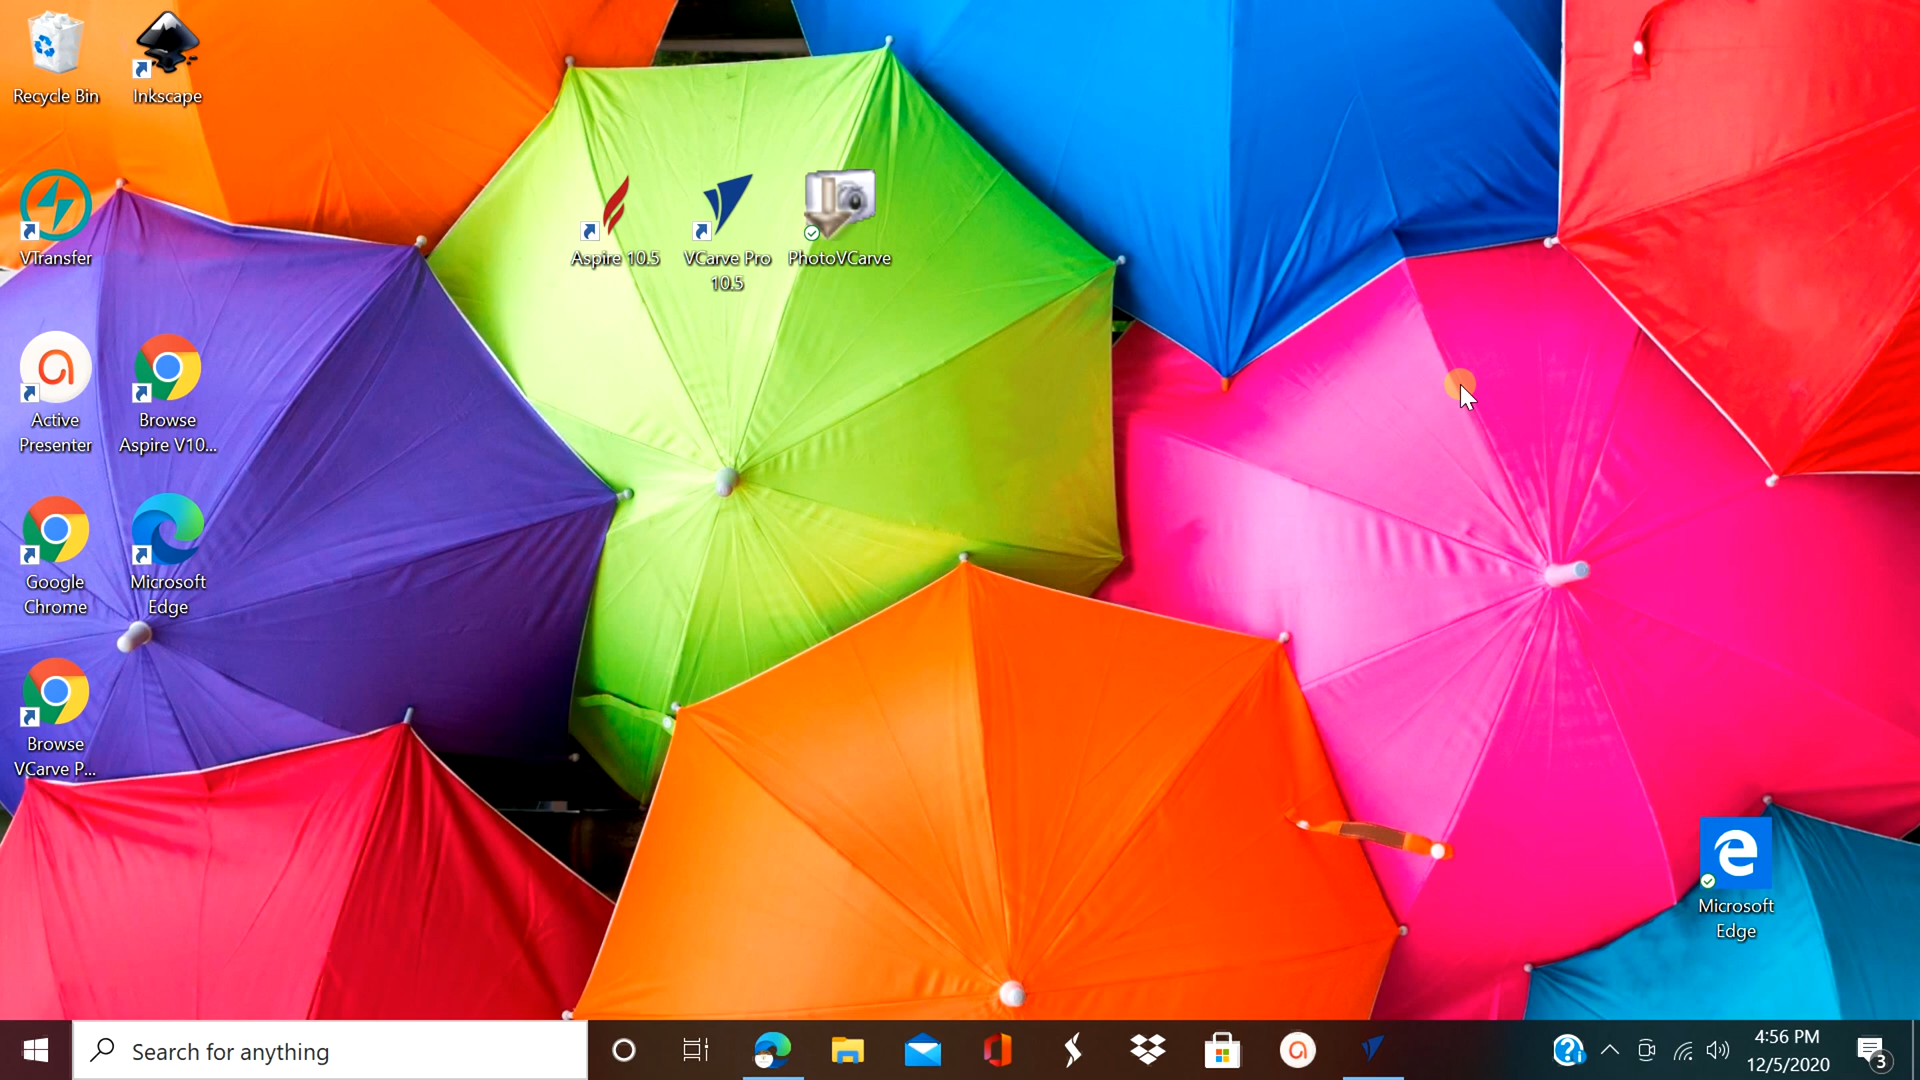 Recycle Bin
Inkscape
VTransfer
Aspire 10.5
VCarve Pro
10.5
PhotoVCarve
Active
Presenter
Browse
Aspire V10...
Google
Chrome
Microsoft
Edge
Browse
VCarve P...
Microsoft
Edge
Search for anything
4:56 PM
12/5/2020
3